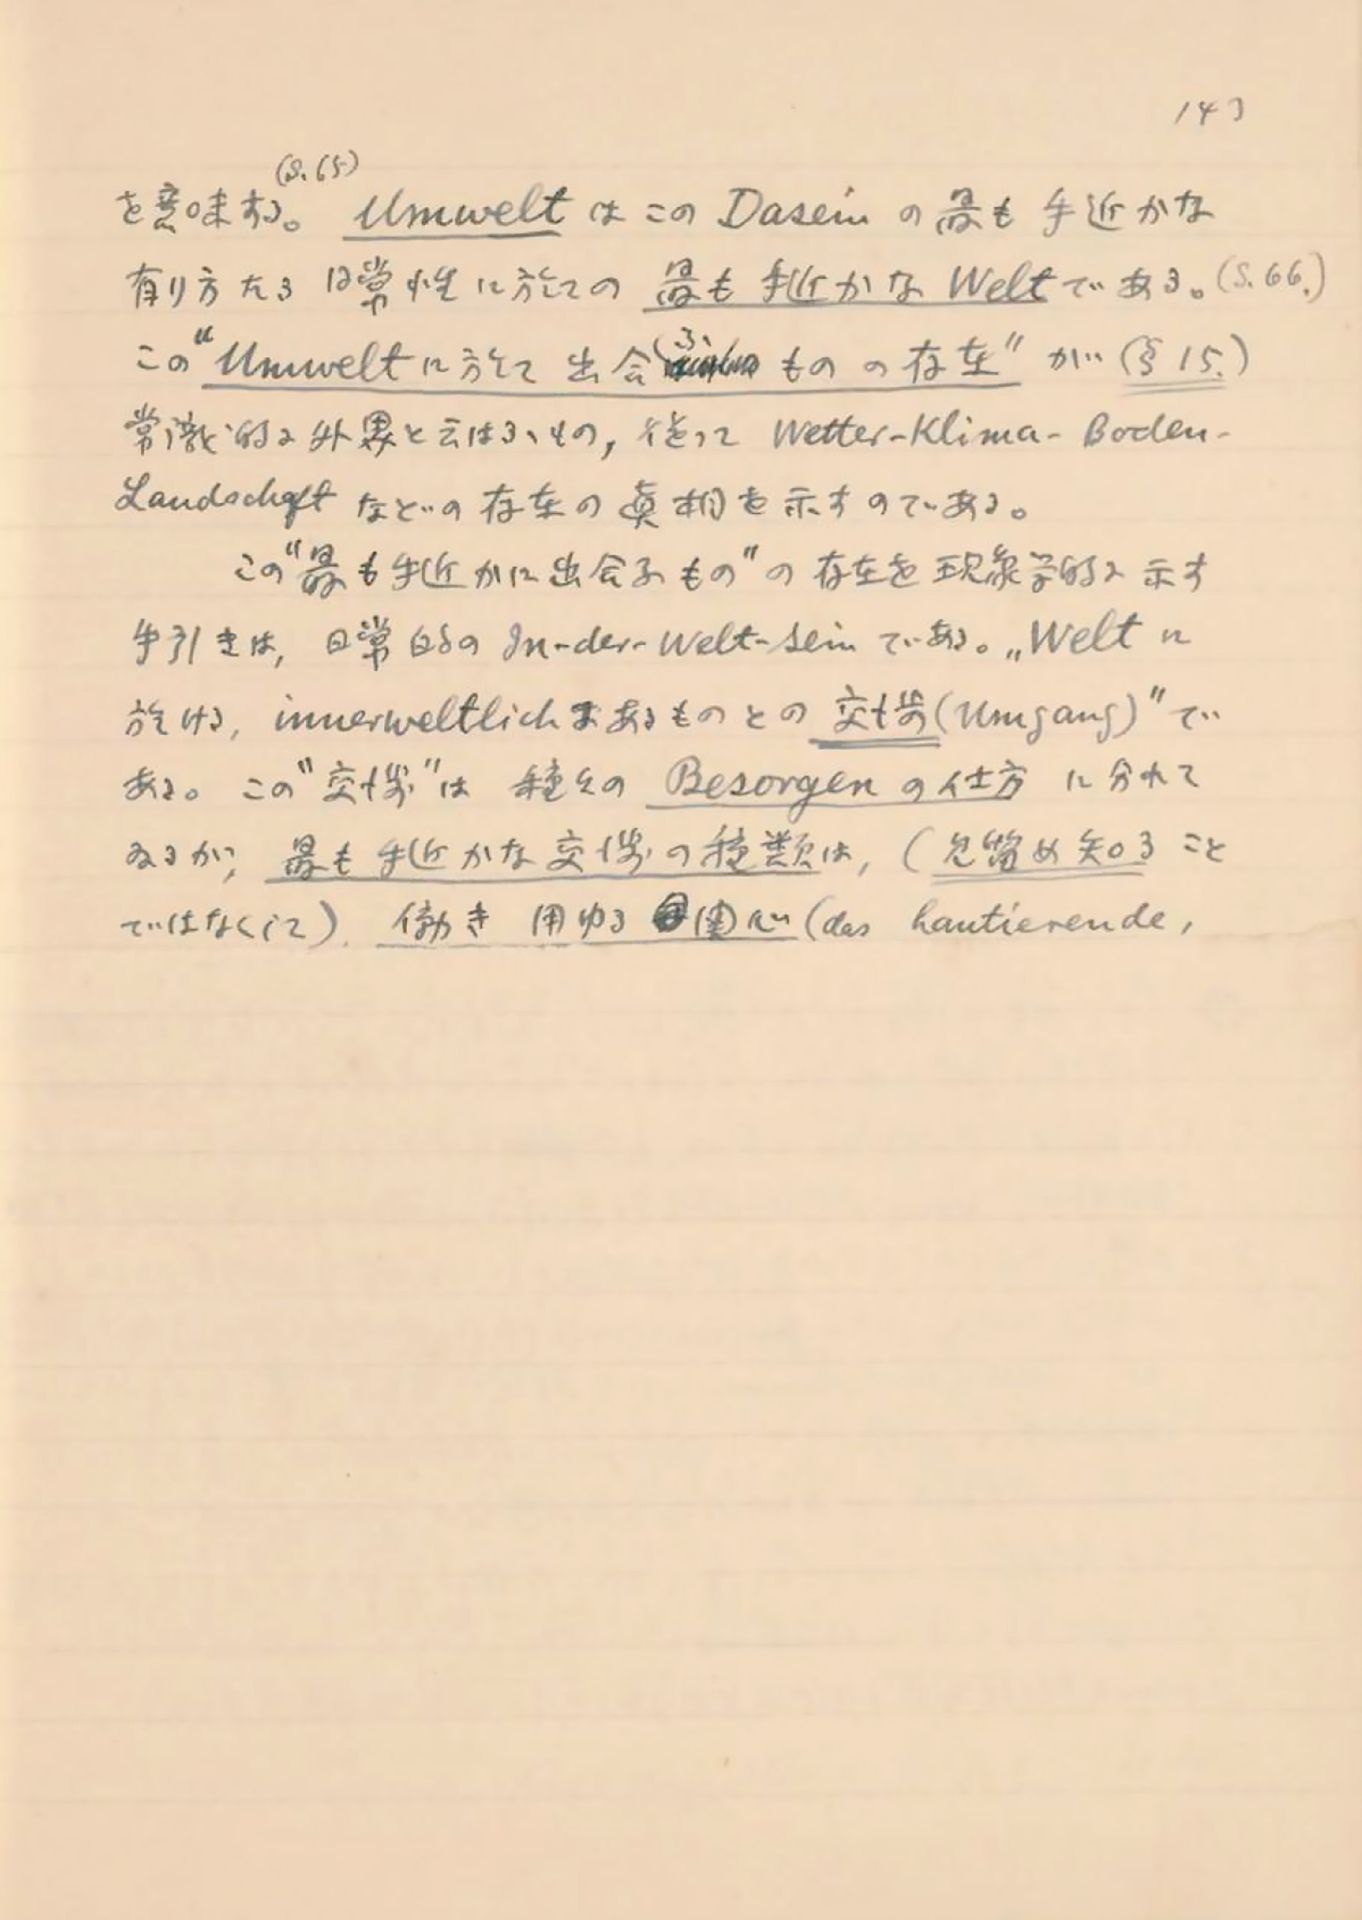 143
(S. 65)
を意味する。 Umwelt はこの Dasein の最も手近かな
有り方たる日常性に於ての最も手近かな Welt である。(S. 66.)
この“Umwelt に於て出会ふものの存在” が (§ 15.)
常識的に外界と云はるゝもの, 従って Wetter-Klima-Boden-
Landschaft などの存在の眞相を示すのである。
この“最も手近かに出会ふもの”の存在を現象学的に示す
手引きは, 日常的の In-der-Welt-sein である。„Welt に
於ける, innerweltlich なあるものとの交渉(Umgang)”で
ある。この“交渉”は種々の Besorgen の仕方に分れて
ゐるが, 最も手近かな交渉の種類は, (見留め知ること
ではなくして). 働き用ゆる関心 (das hantierende,